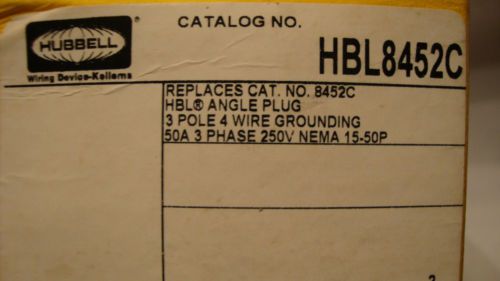 HUBBELL
Wiring Device-Kellems
CATALOG NO.
HBL8452C
REPLACES CAT. NO. 8452C
HBL® ANGLE PLUG
3 POLE 4 WIRE GROUNDING
50A 3 PHASE 250V NEMA 15-50P